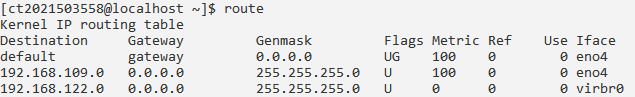 [ct2021503558@localhost ~]$ route
Kernel IP routing table
Destination     Gateway         Genmask         Flags Metric Ref    Use Iface
default         gateway         0.0.0.0         UG    100    0        0 eno4
192.168.109.0   0.0.0.0         255.255.255.0   U     100    0        0 eno4
192.168.122.0   0.0.0.0         255.255.255.0   U     0      0        0 virbr0